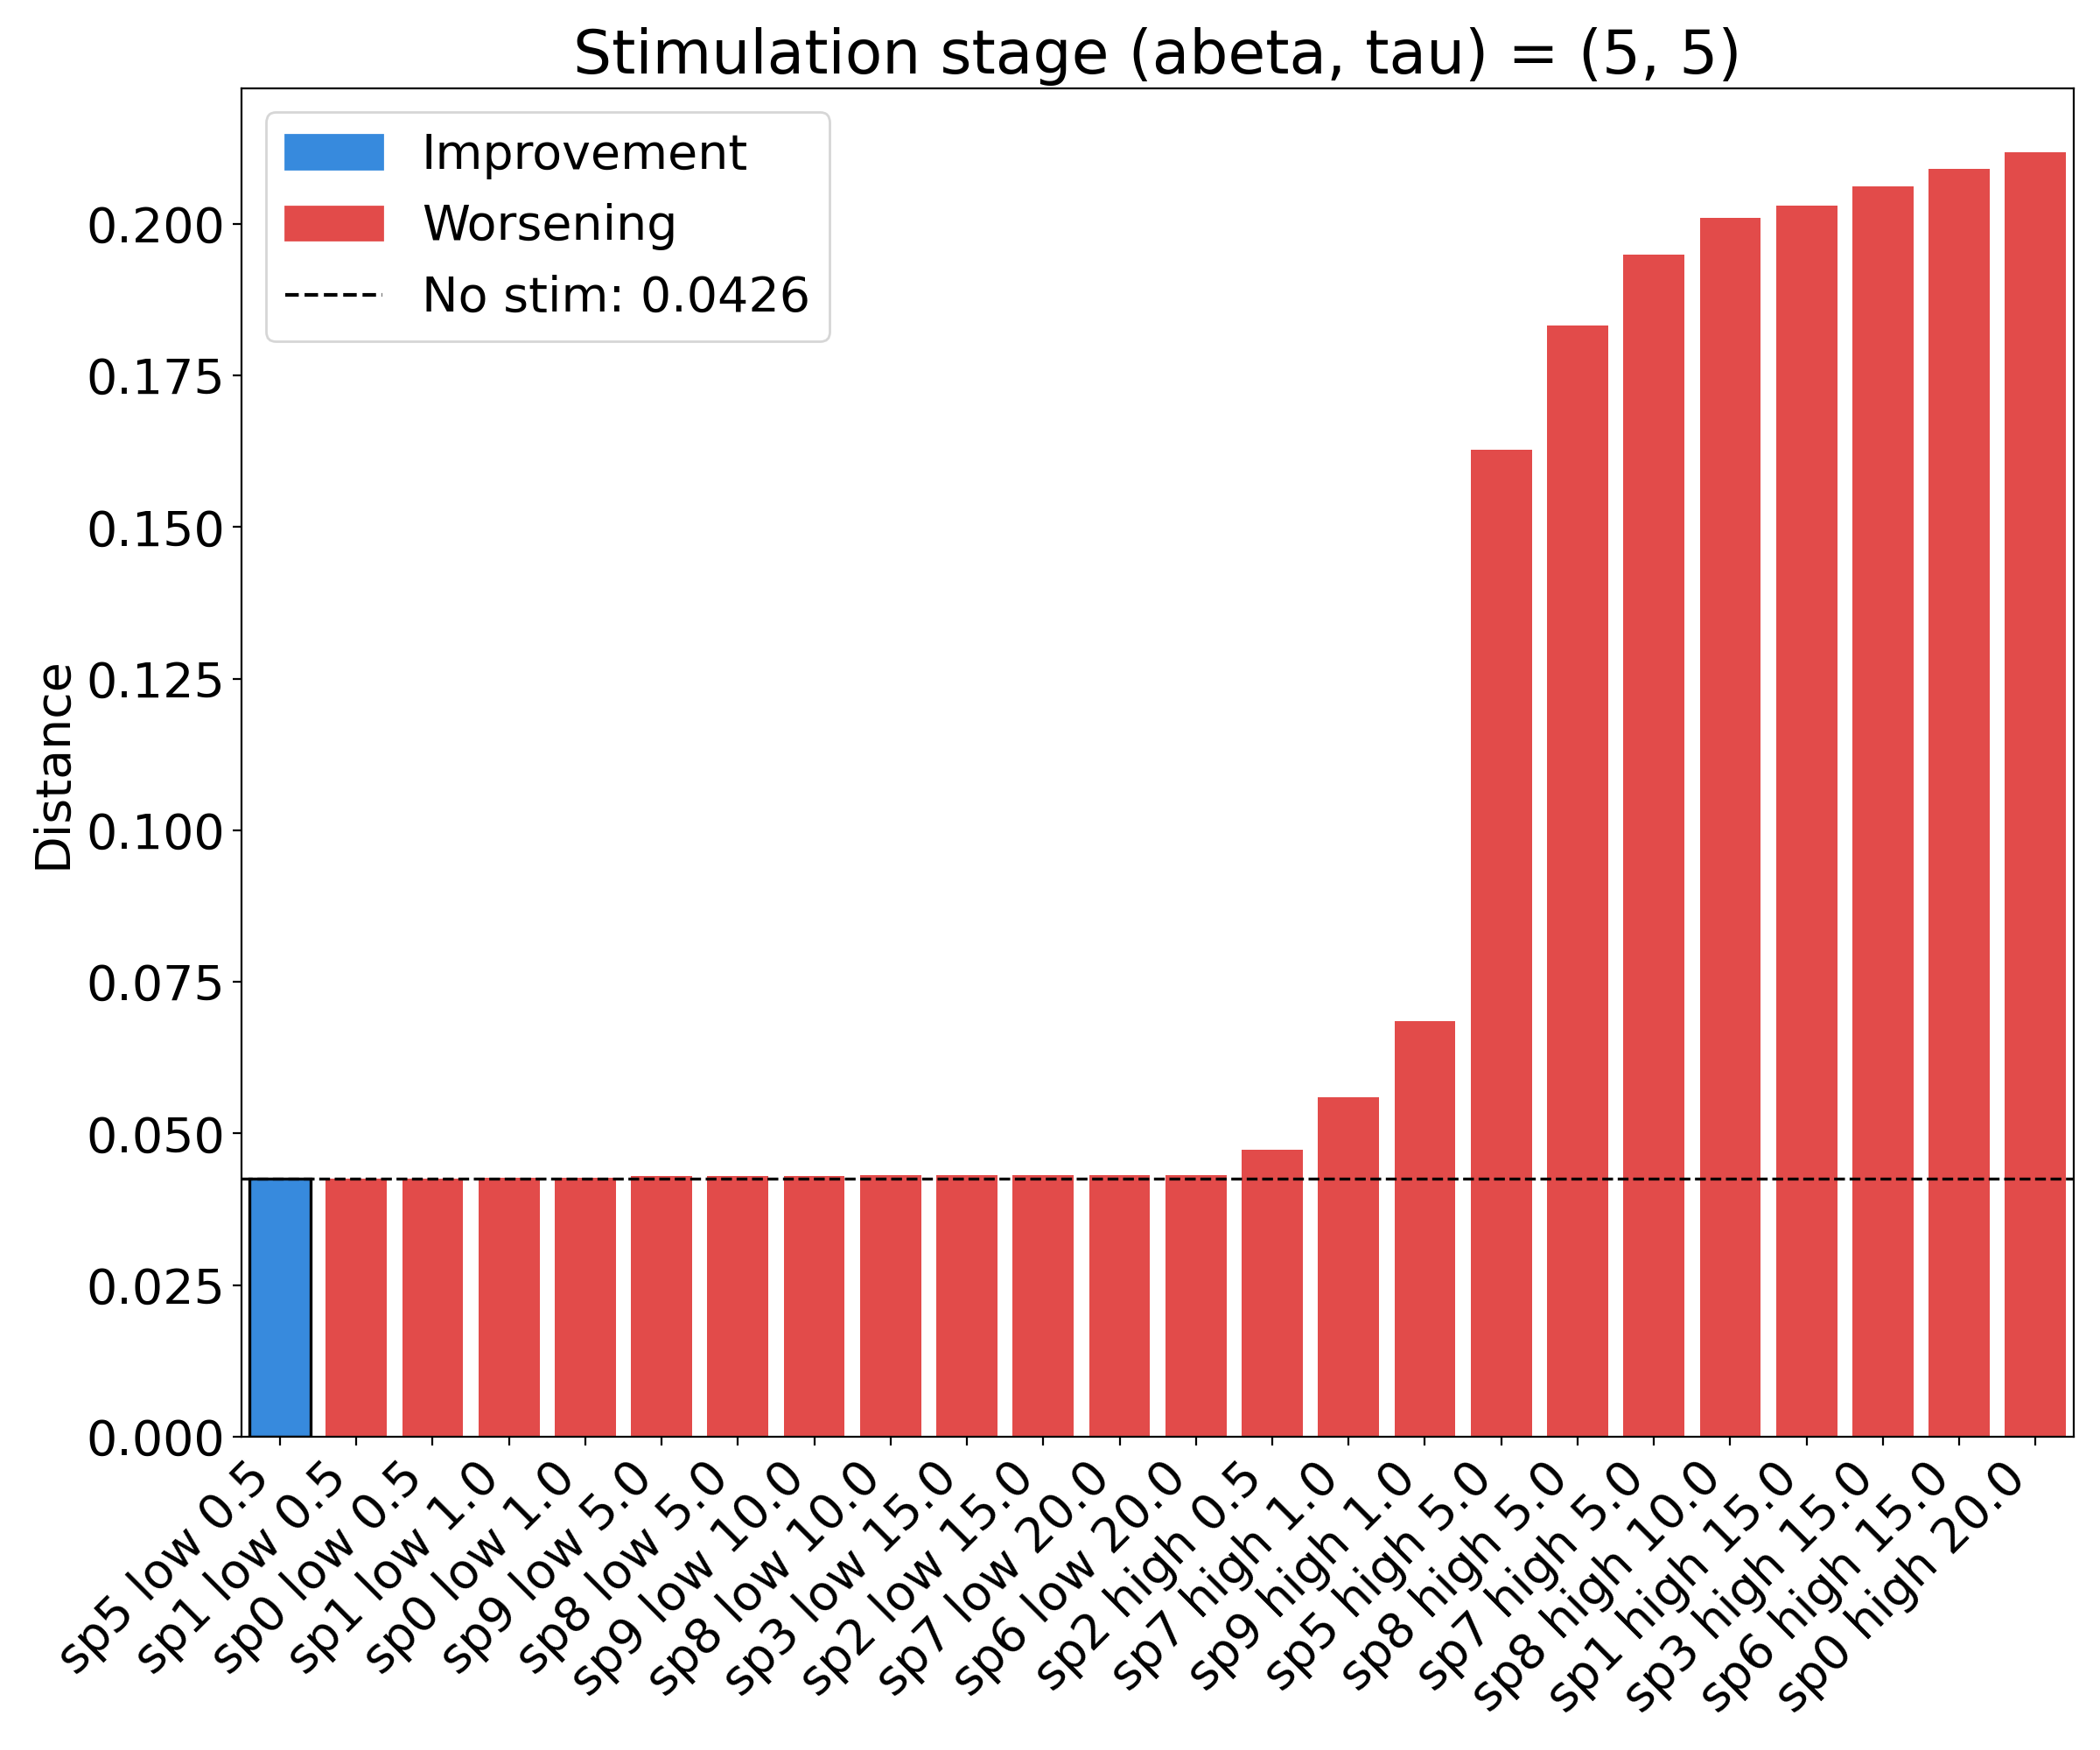 Stimulation stage (abeta, tau) = (5, 5)
Improvement
Worsening
No stim: 0.0426
Distance
0.200
0.175
0.150
0.125
0.100
0.075
0.050
0.025
0.000
sp5 low 0.5
sp1 low 0.5
sp0 low 0.5
sp1 low 1.0
sp0 low 1.0
sp9 low 5.0
sp8 low 5.0
sp9 low 10.0
sp8 low 10.0
sp3 low 15.0
sp2 low 15.0
sp7 low 20.0
sp6 low 20.0
sp2 high 0.5
sp7 high 1.0
sp9 high 1.0
sp5 high 5.0
sp8 high 5.0
sp7 high 5.0
sp8 high 10.0
sp1 high 15.0
sp3 high 15.0
sp6 high 15.0
sp0 high 20.0